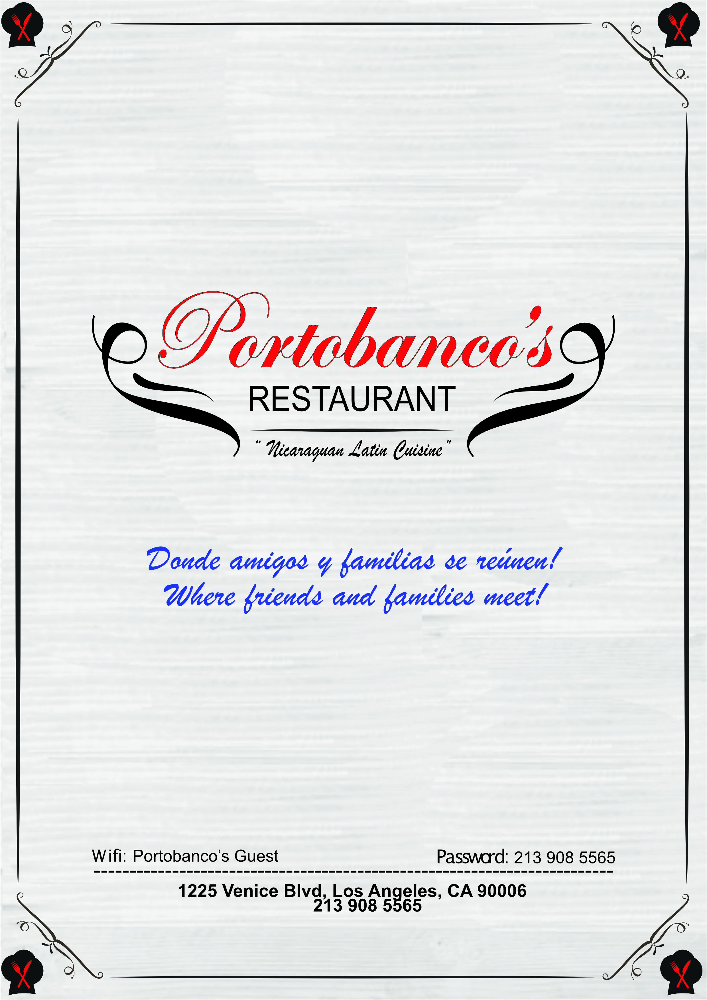 Portobanco's
RESTAURANT
“ Nicaraguan Latin Cuisine”
Donde amigos y familias se reúnen!
Where friends and families meet!
Wifi: Portobanco’s Guest Password: 213 908 5565
1225 Venice Blvd, Los Angeles, CA 90006
213 908 5565